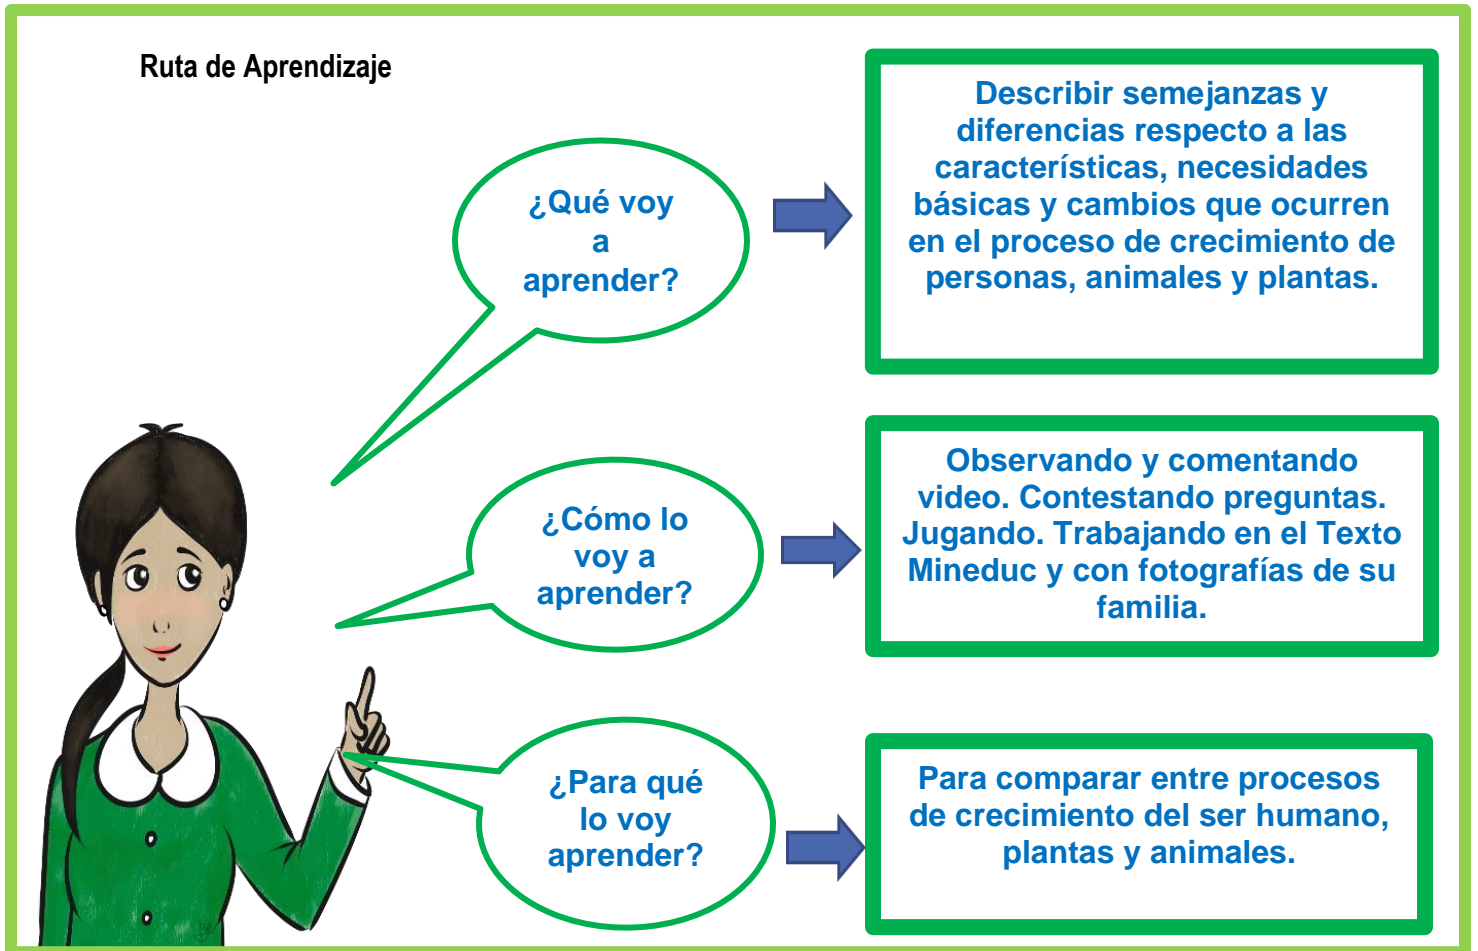 Ruta de Aprendizaje
¿Qué voy
a
aprender?
Describir semejanzas y
diferencias respecto a las
características, necesidades
básicas y cambios que ocurren
en el proceso de crecimiento de
personas, animales y plantas.
¿Cómo lo
voy a
aprender?
Observando y comentando
video. Contestando preguntas.
Jugando. Trabajando en el Texto
Mineduc y con fotografías de su
familia.
¿Para qué
lo voy
aprender?
Para comparar entre procesos
de crecimiento del ser humano,
plantas y animales.